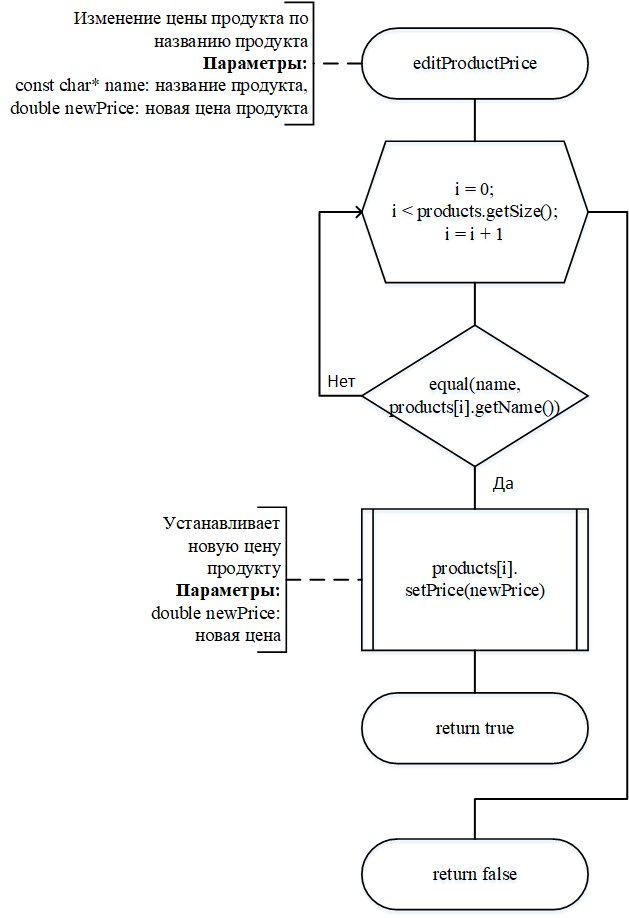 Изменение цены продукта по
названию продукта
Параметры:
const char* name: название продукта,
double newPrice: новая цена продукта
editProductPrice
i = 0;
i < products.getSize();
i = i + 1
Нет
equal(name,
products[i].getName())
Да
Устанавливает
новую цену
продукту
Параметры:
double newPrice:
новая цена
products[i].
setPrice(newPrice)
return true
return false